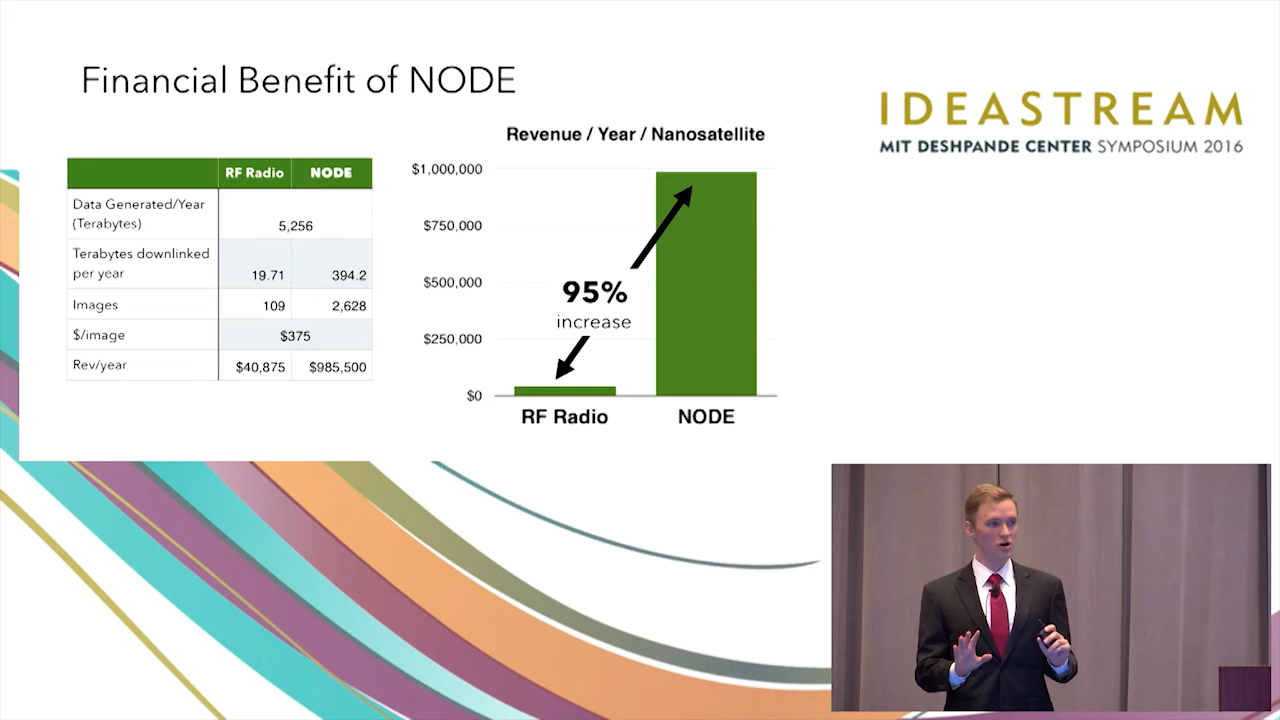 Financial Benefit of NODE
IDEASTREAM
MIT DESHPANDE CENTER SYMPOSIUM 2016
RF Radio NODE
Data Generated/Year
(Terabytes)
5,256
Terabytes downlinked
per year
19.71 394.2
Images 109 2,628
$/image $375
Rev/year $40,875 $985,500
Revenue / Year / Nanosatellite
$1,000,000
$750,000
$500,000
$250,000
$0
95%
increase
RF Radio NODE